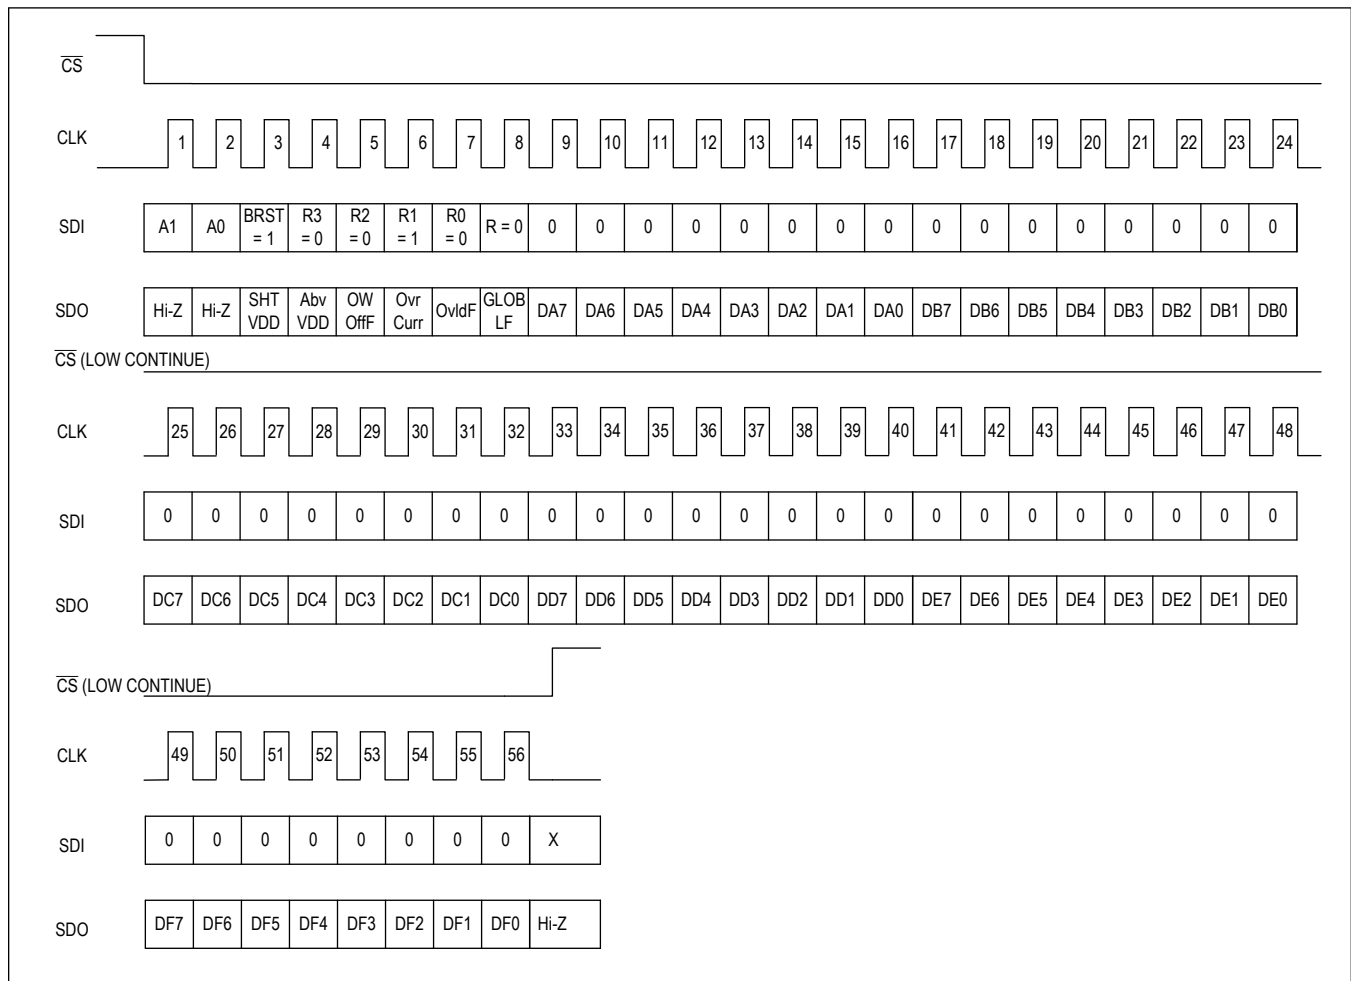 CS
CLK 1 2 3 4 5 6 7 8 9 10 11 12 13 14 15 16 17 18 19 20 21 22 23 24
SDI A1 A0 BRST = 1 R3 = 0 R2 = 0 R1 = 1 R0 = 0 R = 0 0 0 0 0 0 0 0 0 0 0 0 0 0 0 0 0
SDO Hi-Z Hi-Z SHT VDD Abv VDD OW OffF Ovr Curr OvldF GLOB LF DA7 DA6 DA5 DA4 DA3 DA2 DA1 DA0 DB7 DB6 DB5 DB4 DB3 DB2 DB1 DB0
CS (LOW CONTINUE)
CLK 25 26 27 28 29 30 31 32 33 34 35 36 37 38 39 40 41 42 43 44 45 46 47 48
SDI 0 0 0 0 0 0 0 0 0 0 0 0 0 0 0 0 0 0 0 0 0 0 0 0
SDO DC7 DC6 DC5 DC4 DC3 DC2 DC1 DC0 DD7 DD6 DD5 DD4 DD3 DD2 DD1 DD0 DE7 DE6 DE5 DE4 DE3 DE2 DE1 DE0
CS (LOW CONTINUE)
CLK 49 50 51 52 53 54 55 56
SDI 0 0 0 0 0 0 0 0 X
SDO DF7 DF6 DF5 DF4 DF3 DF2 DF1 DF0 Hi-Z